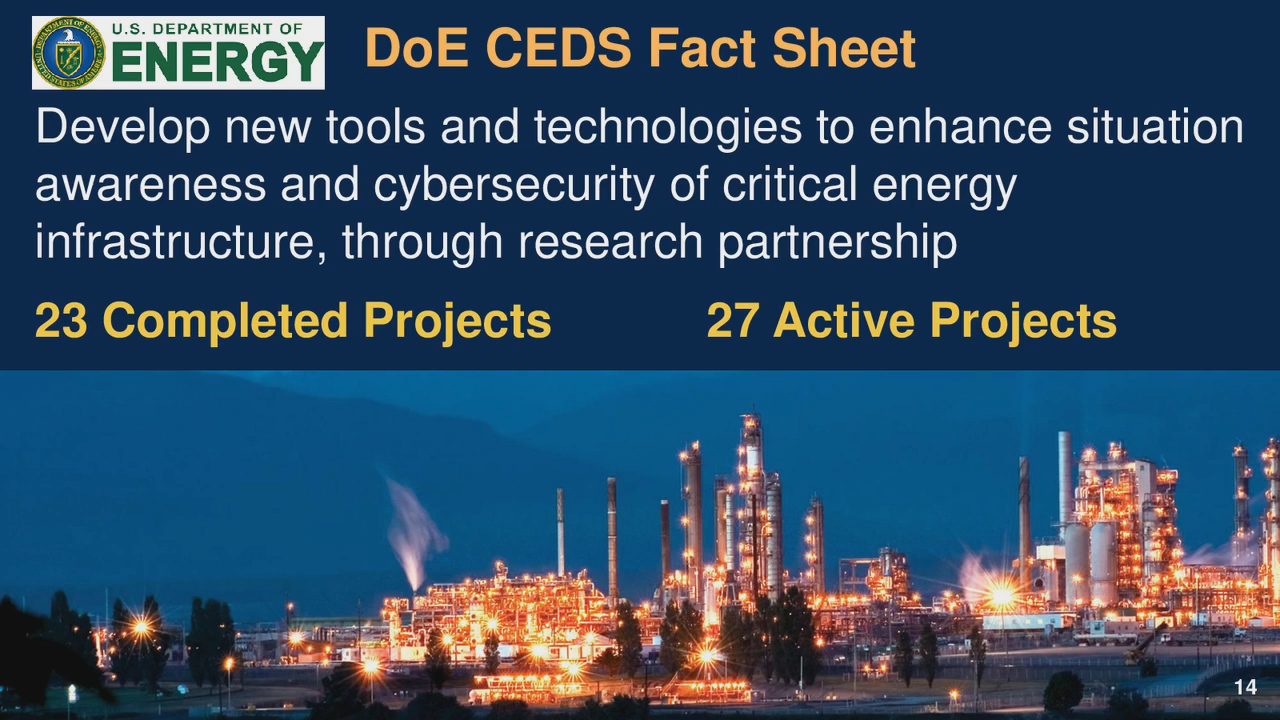 U.S. DEPARTMENT OF
ENERGY
DoE CEDS Fact Sheet
Develop new tools and technologies to enhance situation
awareness and cybersecurity of critical energy
infrastructure, through research partnership
23 Completed Projects
27 Active Projects
14